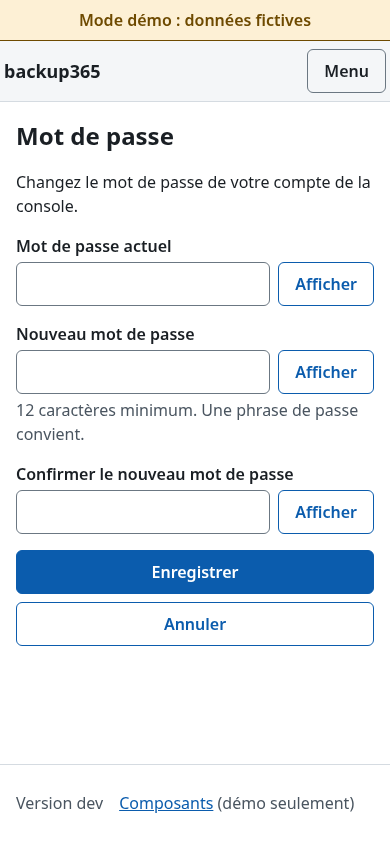 Mode démo : données fictives
backup365
Menu
Mot de passe
Changez le mot de passe de votre compte de la
console.
Mot de passe actuel
Afficher
Nouveau mot de passe
Afficher
12 caractères minimum. Une phrase de passe
convient.
Confirmer le nouveau mot de passe
Afficher
Enregistrer
Annuler
Version dev Composants (démo seulement)